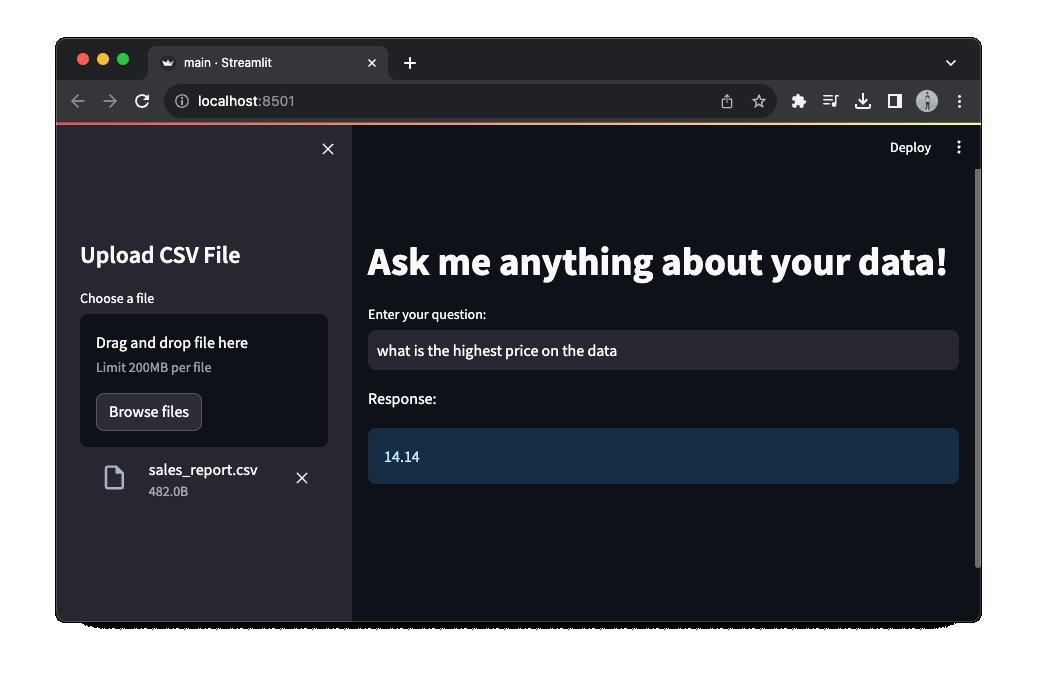 main · Streamlit
localhost:8501
Deploy
Upload CSV File
Choose a file
Drag and drop file here
Limit 200MB per file
Browse files
sales_report.csv
482.0B
Ask me anything about your data!
Enter your question:
what is the highest price on the data
Response:
14.14